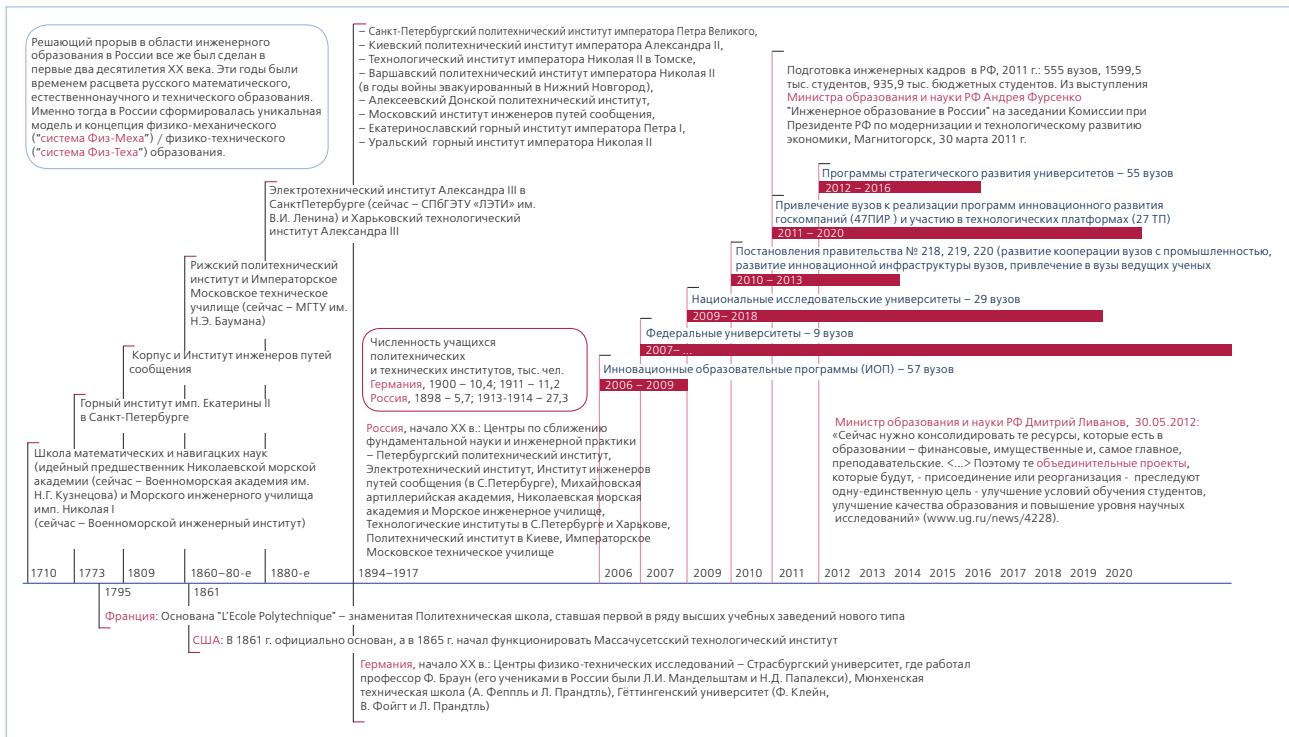 Решающий прорыв в области инженерного
образования в России все же был сделан в
первые два десятилетия XX века. Эти годы были
временем расцвета русского математического,
естественнонаучного и технического образования.
Именно тогда в России сформировалась уникальная
модель и концепция физико-механического
("система Физ-Меха") / физико-технического
("система Физ-Теха") образования.
– Санкт-Петербургский политехнический институт императора Петра Великого,
– Киевский политехнический институт императора Александра II,
– Технологический институт императора Николая II в Томске,
– Варшавский политехнический институт императора Николая II
(в годы войны эвакуированный в Нижний Новгород),
– Алексеевский Донской политехнический институт,
– Московский институт инженеров путей сообщения,
– Екатеринославский горный институт императора Петра I,
– Уральский горный институт императора Николая II
Подготовка инженерных кадров в РФ, 2011 г.: 555 вузов, 1599,5
тыс. студентов, 935,9 тыс. бюджетных студентов. Из выступления
Министра образования и науки РФ Андрея Фурсенко
"Инженерное образование в России" на заседании Комиссии при
Президенте РФ по модернизации и технологическому развитию
экономики, Магнитогорск, 30 марта 2011 г.
Программы стратегического развития университетов – 55 вузов
2012 – 2016
Привлечение вузов к реализации программ инновационного развития
госкомпаний (47ПИР ) и участию в технологических платформах (27 ТП)
2011 – 2020
Постановления правительства № 218, 219, 220 (развитие кооперации вузов с промышленностью,
развитие инновационной инфраструктуры вузов, привлечение в вузы ведущих ученых
2010 – 2013
Национальные исследовательские университеты – 29 вузов
2009– 2018
Федеральные университеты – 9 вузов
2007– ...
Инновационные образовательные программы (ИОП) – 57 вузов
2006 – 2009
Электротехнический институт Александра III в
СанктПетербурге (сейчас – СПбГЭТУ «ЛЭТИ» им.
В.И. Ленина) и Харьковский технологический
институт Александра III
Рижский политехнический
институт и Императорское
Московское техническое
училище (сейчас – МГТУ им.
Н.Э. Баумана)
Корпус и Институт инженеров путей
сообщения
Горный институт имп. Екатерины II
в Санкт-Петербурге
Школа математических и навигацких наук
(идейный предшественник Николаевской морской
академии (сейчас – Военноморская академия им.
Н.Г. Кузнецова) и Морского инженерного училища
имп. Николая I
(сейчас – Военноморской инженерный институт)
Численность учащихся
политехнических
и технических институтов, тыс. чел.
Германия, 1900 – 10,4; 1911 – 11,2
Россия, 1898 – 5,7; 1913-1914 – 27,3
Россия, начало XX в.: Центры по сближению
фундаментальной науки и инженерной практики
– Петербургский политехнический институт,
Электротехнический институт, Институт инженеров
путей сообщения (в С.Петербурге), Михайловская
артиллерийская академия, Николаевская морская
академия и Морское инженерное училище,
Технологические институты в С.Петербурге и Харькове,
Политехнический институт в Киеве, Императорское
Московское техническое училище
Министр образования и науки РФ Дмитрий Ливанов, 30.05.2012:
«Сейчас нужно консолидировать те ресурсы, которые есть в
образовании – финансовые, имущественные и, самое главное,
преподавательские. <...> Поэтому те объединительные проекты,
которые будут, - присоединение или реорганизация - преследуют
одну-единственную цель - улучшение условий обучения студентов,
улучшение качества образования и повышение уровня научных
исследований» (www.ug.ru/news/4228).
1710 1773 1809 1860–80-е 1880-е 1894–1917 2006 2007 2009 2010 2011 2012 2013 2014 2015 2016 2017 2018 2019 2020
1795 1861
Франция: Основана "L'Ecole Polytechnique" – знаменитая Политехническая школа, ставшая первой в ряду высших учебных заведений нового типа
США: В 1861 г. официально основан, а в 1865 г. начал функционировать Массачусетсский технологический институт
Германия, начало XX в.: Центры физико-технических исследований – Страсбургский университет, где работал
профессор Ф. Браун (его учениками в России были Л.И. Мандельштам и Н.Д. Папалекси), Мюнхенская
техническая школа (А. Феппль и Л. Прандтль), Гёттингенский университет (Ф. Клейн,
В. Фойгт и Л. Прандтль)